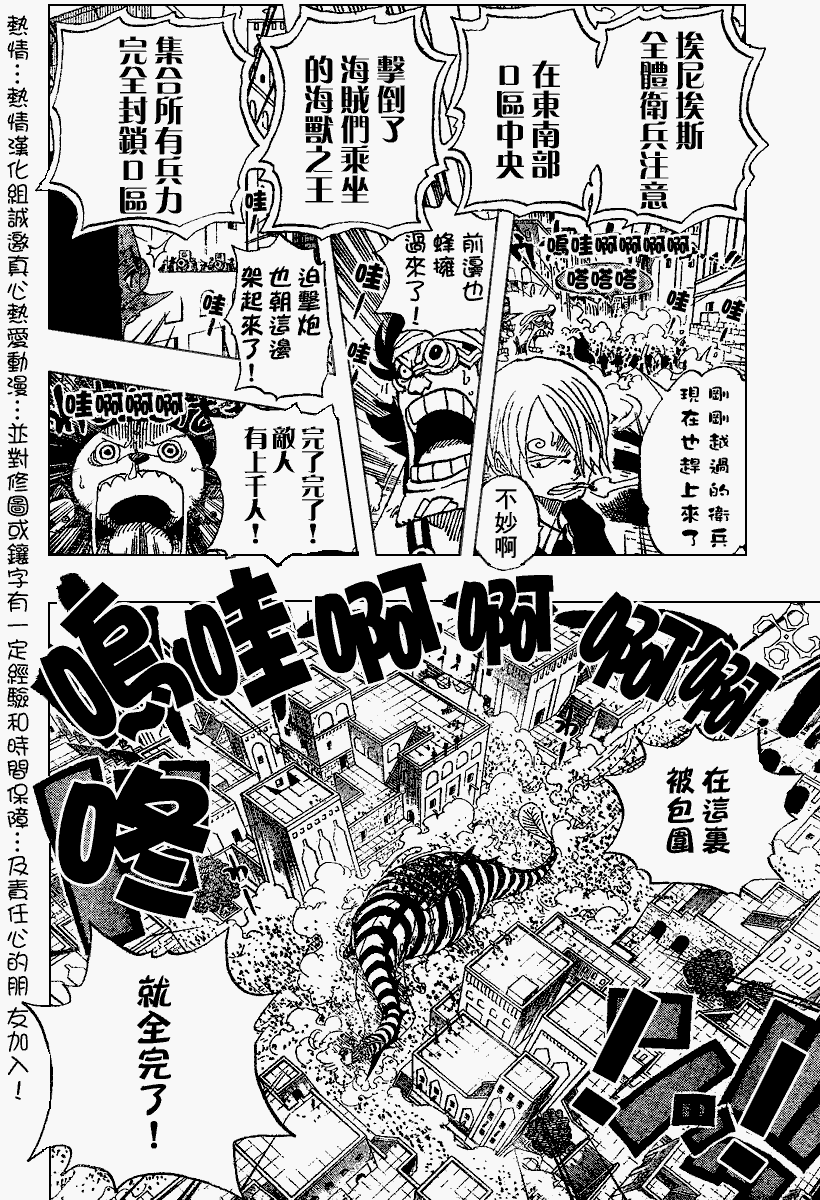 埃尼埃斯
全體衛兵注意
在東南部
口區中央
擊倒了
海賊們乘坐
的海獸之王
集合所有兵力
完全封鎖口區
嗚哇啊啊啊啊
嗒嗒嗒
哇
哇
剛剛越過的衛兵
現在也趕上來了
不妙啊
前邊也
蜂擁
過來了！
哇
哇
哇
迫擊炮
也朝這邊
架起來了！
哇
哇啊啊啊
完了完了！
敵人
有上千人！
嗚哇啊啊啊啊
咚
わー
在這裏
被包圍
就全完了！
!!!
熱情…熱情漢化組誠邀真心熱愛動漫…並對修圖或鑲字有一定經驗和時間保障…及責任心的朋友加入！